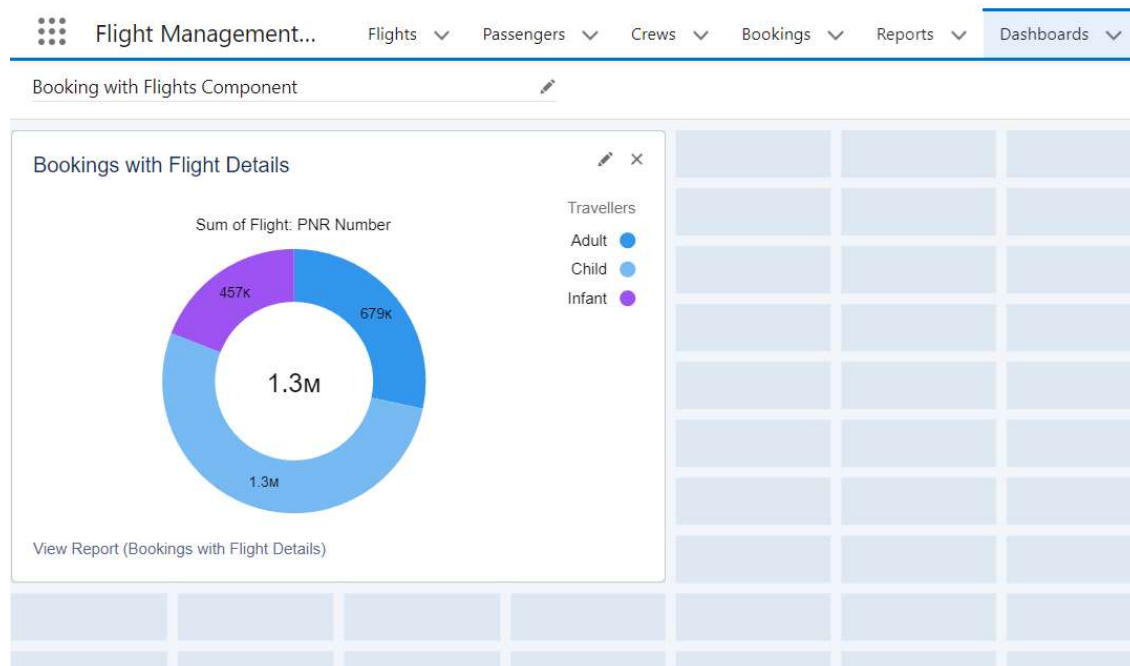 Flight Management... Flights Passengers Crews Bookings Reports Dashboards
Booking with Flights Component
Bookings with Flight Details
Travellers
Adult
Child
Infant
Sum of Flight: PNR Number
457K
679K
1.3M
1.3M
View Report (Bookings with Flight Details)